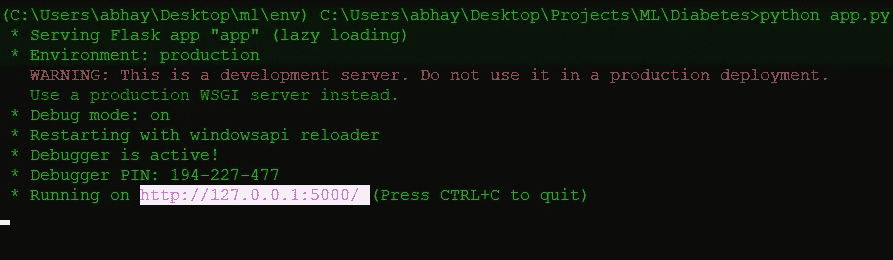 (C:\Users\abhay\Desktop\ml\env) C:\Users\abhay\Desktop\Projects\ML\Diabetes>python app.py
* Serving Flask app "app" (lazy loading)
* Environment: production
WARNING: This is a development server. Do not use it in a production deployment.
Use a production WSGI server instead.
* Debug mode: on
* Restarting with windowsapi reloader
* Debugger is active!
* Debugger PIN: 194-227-477
* Running on http://127.0.0.1:5000/ (Press CTRL+C to quit)